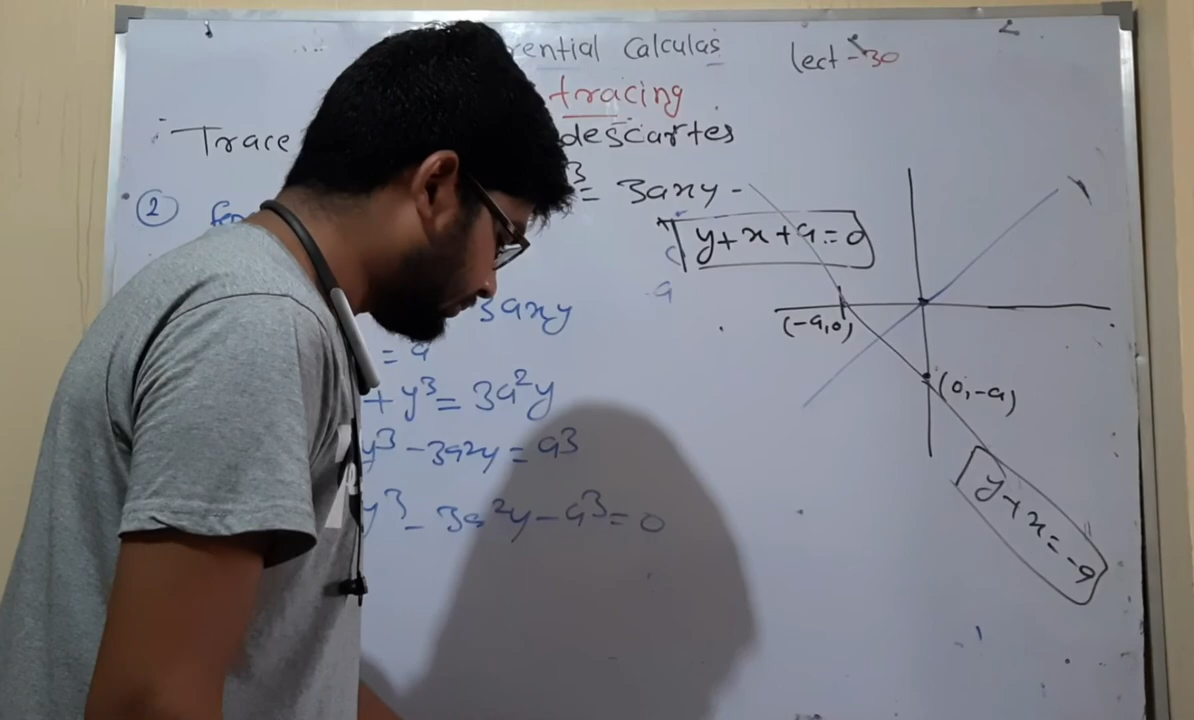 rential Calculas
Lect - 30
tracing
Trace descartes
3 = 3axy -
②
y + x + a = 0
a
3axy
= a
+ y³ = 3a²y
y³ - 3a²y = a³
y³ - 3a²y - a³ = 0
(-a,0)
(0,-a)
y + x = -a